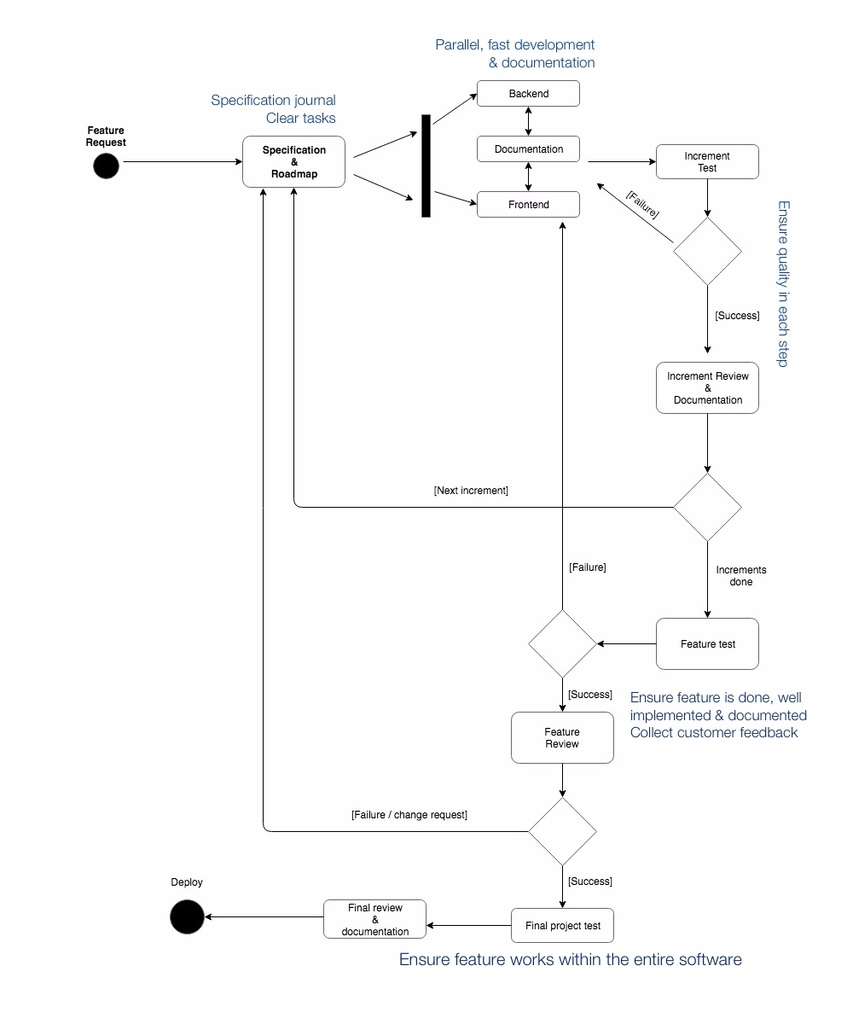 Parallel, fast development
& documentation
Backend
Specification journal
Clear tasks
Feature
Request
Specification
&
Roadmap
Documentation
Increment
Test
Frontend
[Failure]
Ensure quality in each step
[Success]
Increment Review
&
Documentation
[Next increment]
[Failure]
Increments
done
Feature test
[Success]
Ensure feature is done, well
implemented & documented
Collect customer feedback
Feature
Review
[Failure / change request]
[Success]
Deploy
Final review
&
documentation
Final project test
Ensure feature works within the entire software